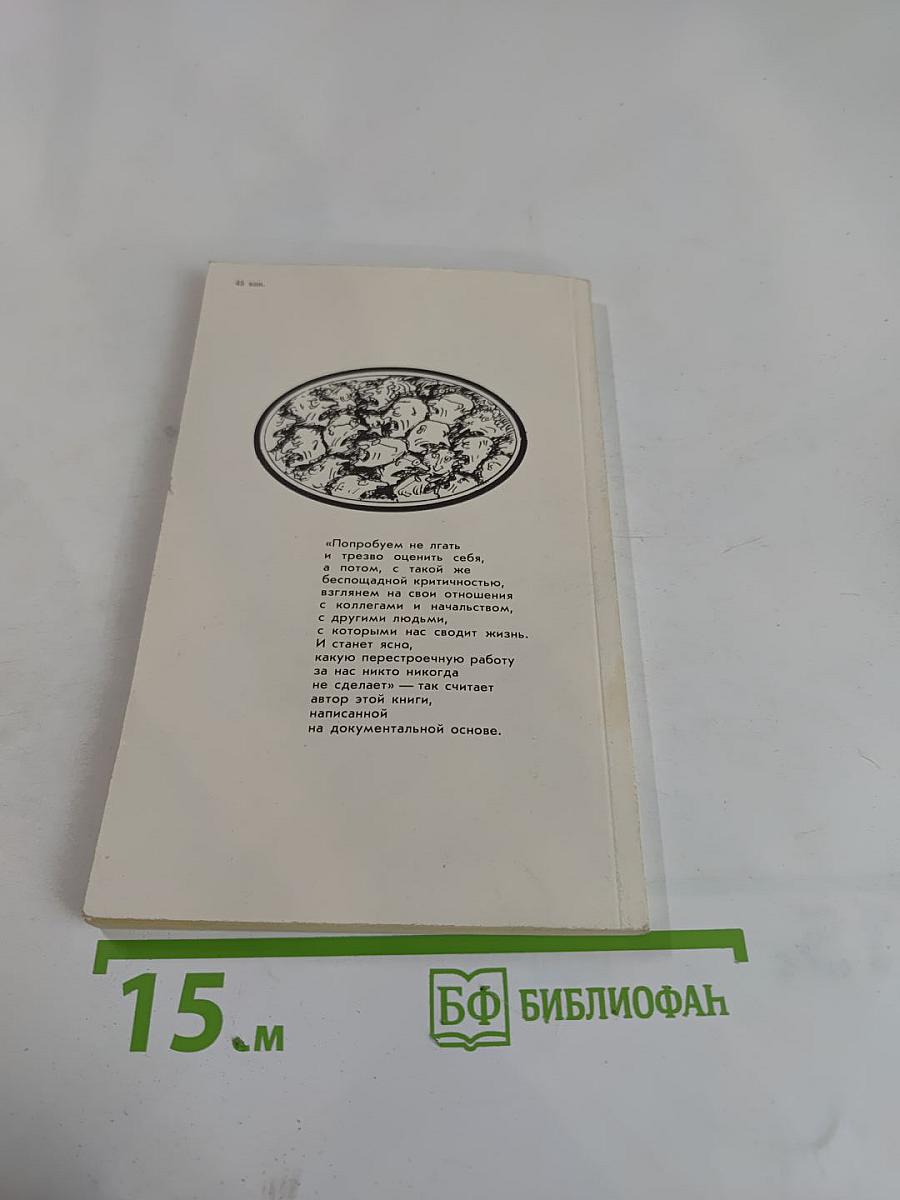 45 коп.
«Попробуем не лгать
и трезво оценить себя,
а потом, с такой же
беспощадной критичностью,
взглянем на свои отношения
с коллегами и начальством,
с другими людьми,
с которыми нас сводит жизнь.
И станет ясно,
какую перестроечную работу
за нас никто никогда
не сделает» — так считает
автор этой книги,
написанной
на документальной основе.
15 см
БФ БИБЛИОФАН